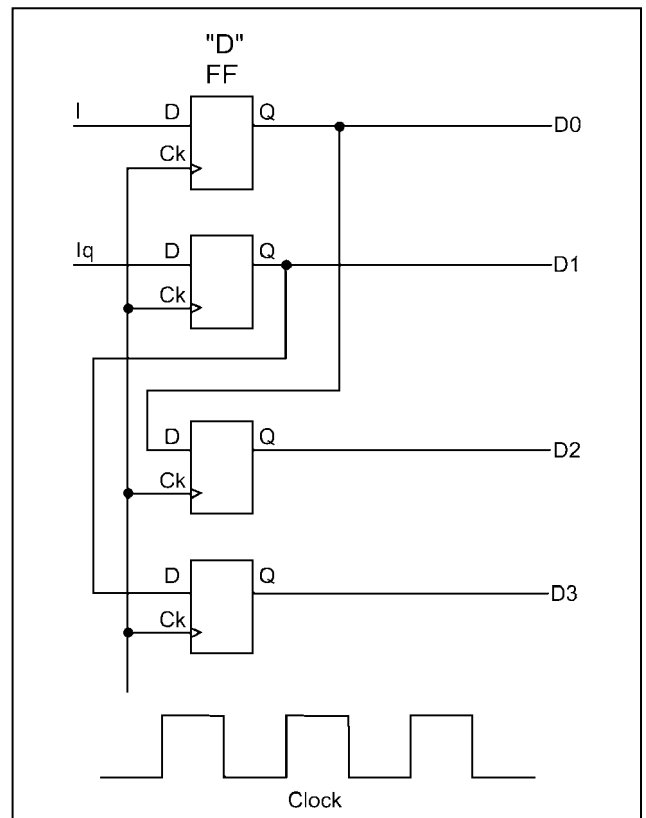 "D"
FF
I D Q D0
Ck
Iq D Q D1
Ck
D Q D2
Ck
D Q D3
Ck
Clock